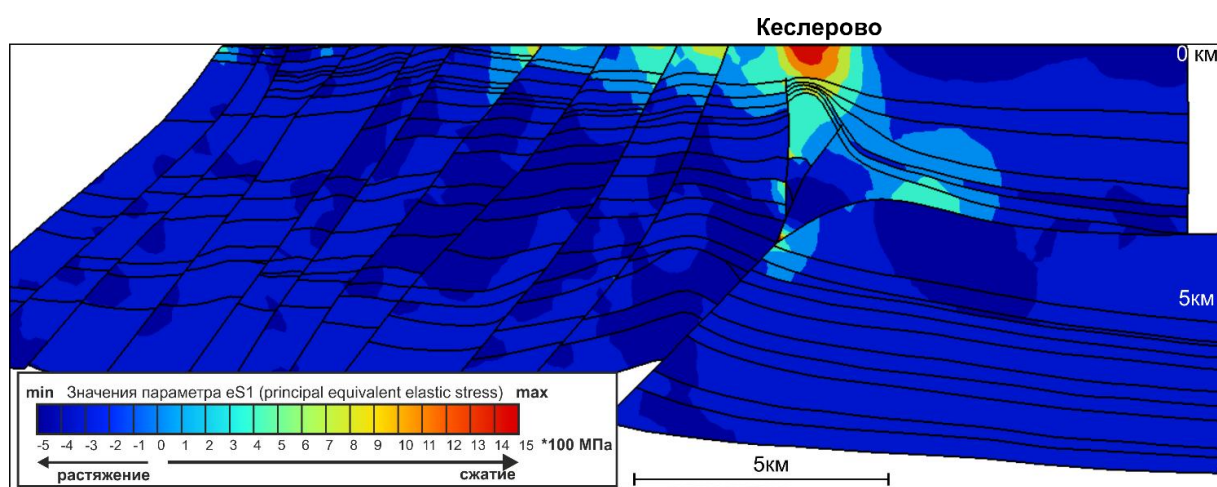 Кеслерово
0 км
5км
min Значения параметра eS1 (principal equivalent elastic stress) max
-5 -4 -3 -2 -1 0 1 2 3 4 5 6 7 8 9 10 11 12 13 14 15 *100 МПа
растяжение сжатие
5км